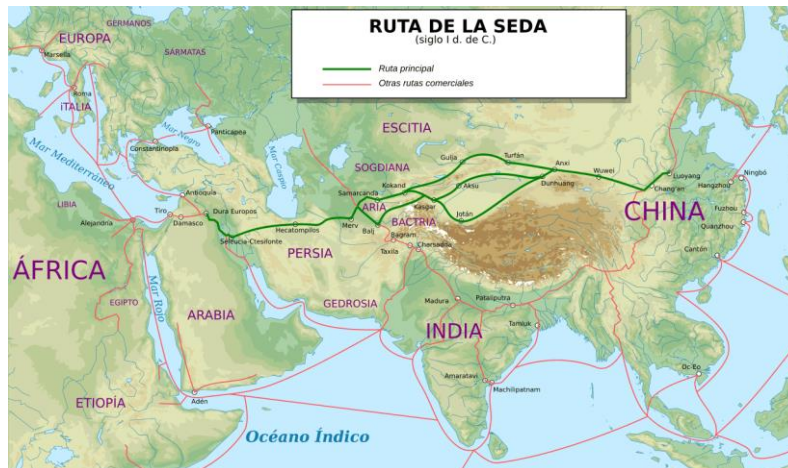 RUTA DE LA SEDA
(siglo I d. de C.)
Ruta principal
Otras rutas comerciales
GERMANOS
EUROPA
SARMATAS
Marsella
Roma
iTALIA
Panticapea
Mar Negro
Constantinopla
Mar Mediterráneo
Mar Caspio
ESCITIA
SOGDIANA
Gulja
Turfán
Anxi
Wuwei
Luoyang
Chang'an
Ningbó
Hangzhou
Kokand
Samarcanda
Aksu
Dunhuang
Kasgar
ARIA
Antioquía
LIBIA
Tiro
Dura Europos
Damasco
Alejandría
Seleucia-Ctesifonte
Hecatompilos
Merv
Balj
BACTRIA
Jotán
Bagram
Taxila
Charsadda
CHINA
Fuzhou
Quanzhou
Cantón
ÁFRICA
PERSIA
EGIPTO
Mar Rojo
ARABIA
GEDROSIA
Madura
Pataliputra
INDIA
Tamluk
Oc-Eo
Amaratavi
Machilipatnam
ETIOPÍA
Adén
Océano Índico